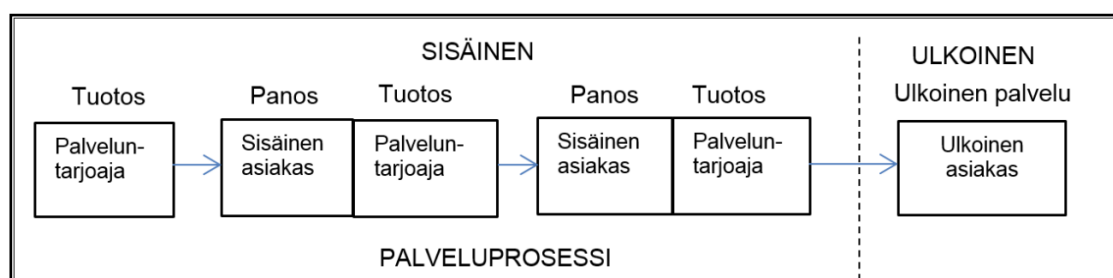 SISÄINEN
ULKOINEN
Tuotos
Panos
Tuotos
Panos
Tuotos
Ulkoinen palvelu
Palvelun-
tarjoaja
Sisäinen
asiakas
Palvelun-
tarjoaja
Sisäinen
asiakas
Palvelun-
tarjoaja
Ulkoinen
asiakas
PALVELUPROSESSI